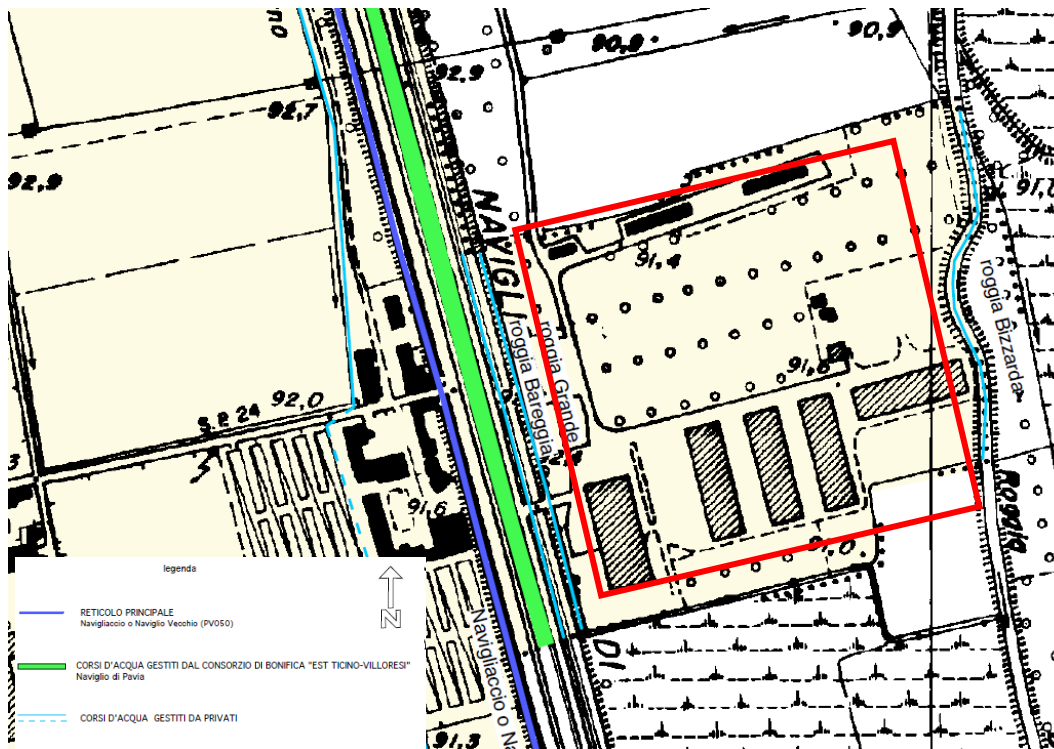 no
90,9
90,9
92,9
92,7
92,9
91,4
NAVIGLI
roggia Grande
roggia Bareggia
roggia Bizzarda
91,8
S.P. 24
92,0
91,6
91,0
Roggia
DI
Navigliaccio o Na
91,3
legenda
N
RETICOLO PRINCIPALE
Navigliaccio o Naviglio Vecchio (PV050)
CORSI D'ACQUA GESTITI DAL CONSORZIO DI BONIFICA "EST TICINO-VILLORESI"
Naviglio di Pavia
CORSI D'ACQUA GESTITI DA PRIVATI